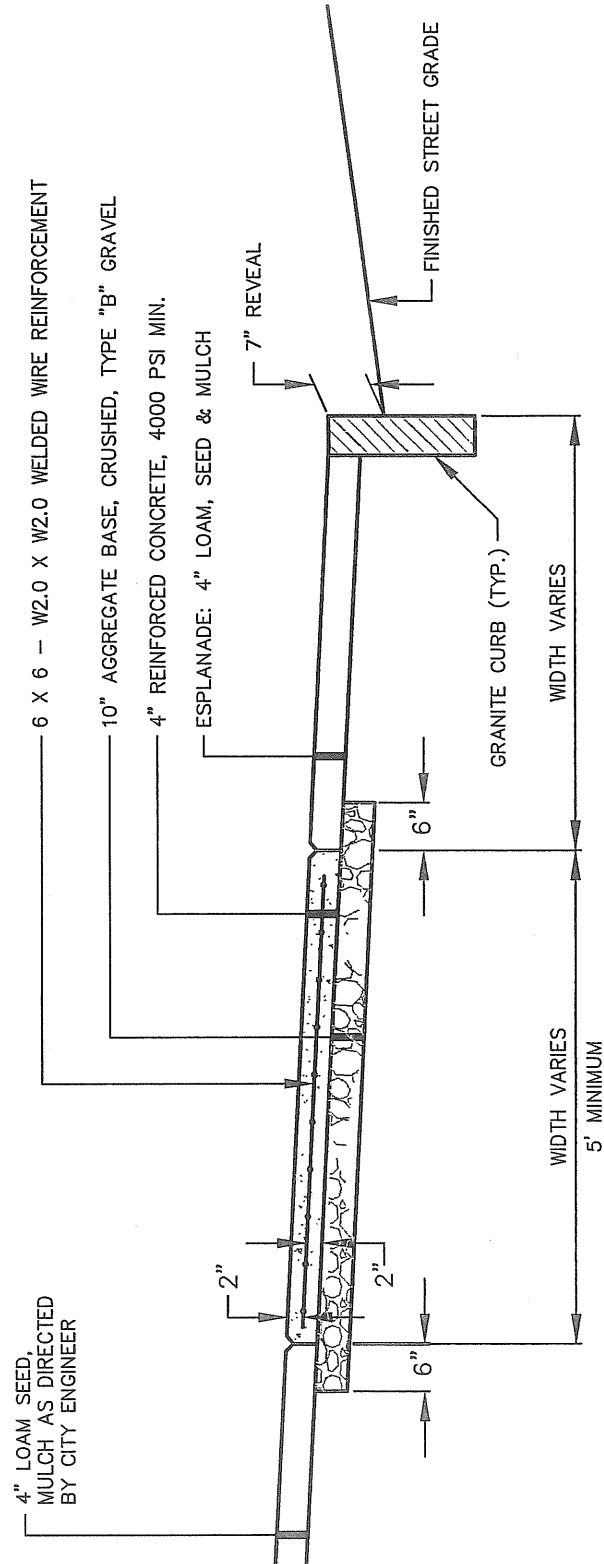 4" LOAM SEED,
MULCH AS DIRECTED
BY CITY ENGINEER
6 X 6 – W2.0 X W2.0 WELDED WIRE REINFORCEMENT
10" AGGREGATE BASE, CRUSHED, TYPE "B" GRAVEL
4" REINFORCED CONCRETE, 4000 PSI MIN.
ESPLANADE: 4" LOAM, SEED & MULCH
7" REVEAL
2"
2"
FINISHED STREET GRADE
6"
6"
GRANITE CURB (TYP.)
WIDTH VARIES
5' MINIMUM
WIDTH VARIES